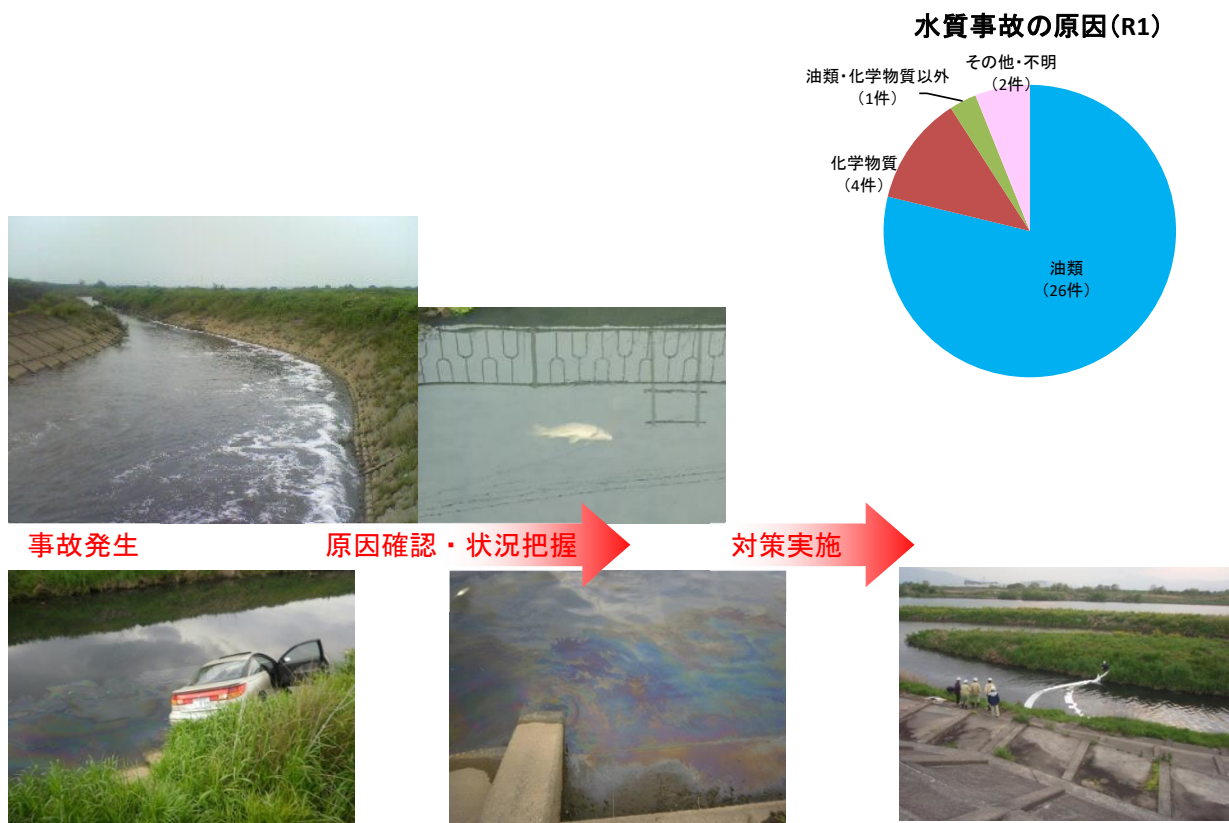 水質事故の原因(R1)
その他・不明
(2件)
油類・化学物質以外
(1件)
化学物質
(4件)
油類
(26件)
事故発生
原因確認・状況把握
対策実施